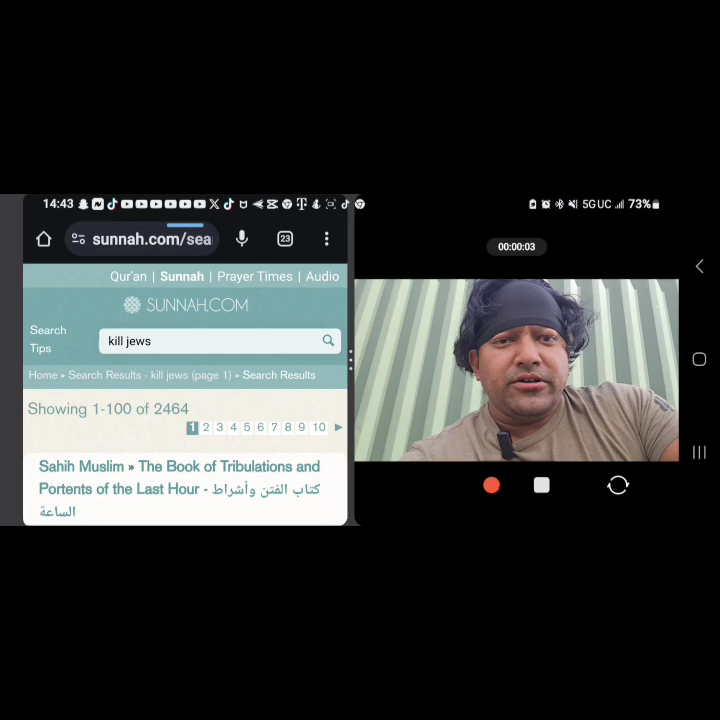 14:43
5GUC 73%
sunnah.com/sea
23
Qur'an | Sunnah | Prayer Times | Audio
SUNNAH.COM
Search
Tips
kill jews
Home » Search Results - kill jews (page 1) » Search Results
Showing 1-100 of 2464
1 2 3 4 5 6 7 8 9 10
Sahih Muslim » The Book of Tribulations and
Portents of the Last Hour - كتاب الفتن وأشراط
الساعة
00:00:03